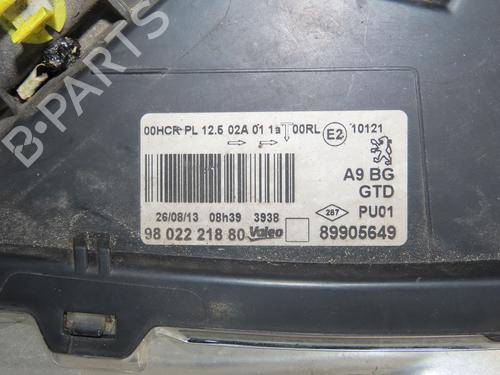 00HCR PL 12.5 02A 01 1a 00RL E2 10121
A9 BG
GTD
26/08/13 08h39 3938
287 PU01
98 022 218 80 Valeo 89905649
B-PARTS